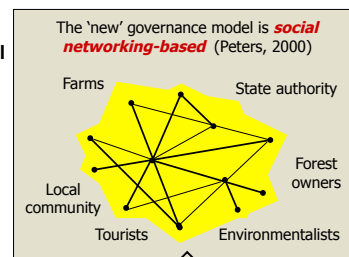 The ‘new’ governance model is social
networking-based (Peters, 2000)
l
Farms
State authority
Forest
owners
Local
community
Tourists
Environmentalists